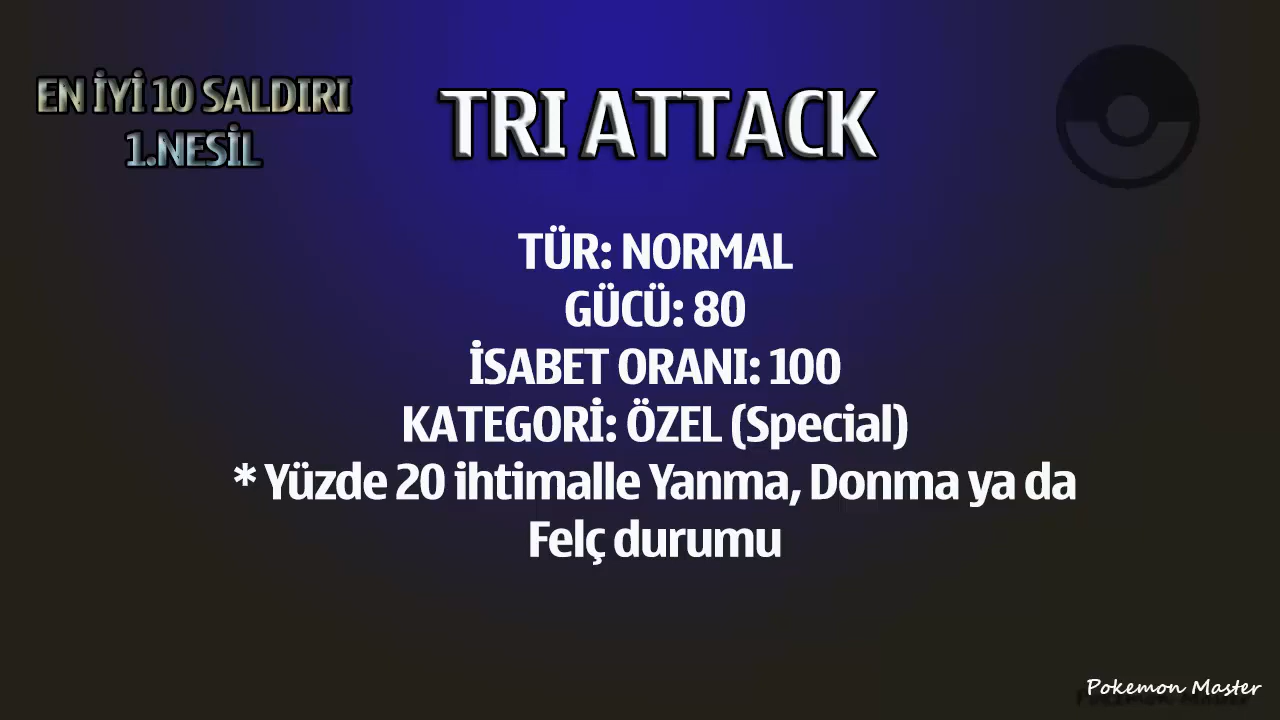 EN İYİ 10 SALDIRI
1.NESİL
TRI ATTACK
TÜR: NORMAL
GÜCÜ: 80
İSABET ORANI: 100
KATEGORİ: ÖZEL (Special)
* Yüzde 20 ihtimalle Yanma, Donma ya da
Felç durumu
Pokemon Master